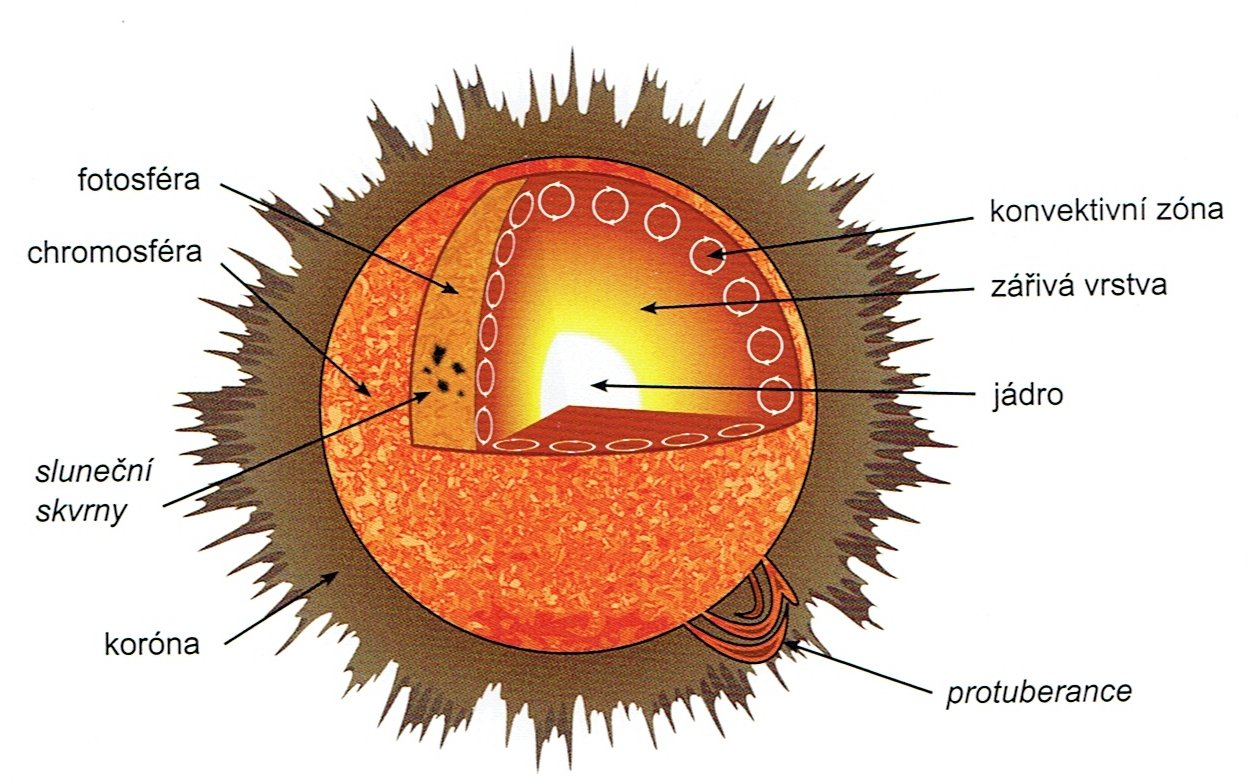 fotosféra
chromosféra
sluneční
skvrny
koróna
konvektivní zóna
zářivá vrstva
jádro
protuberance